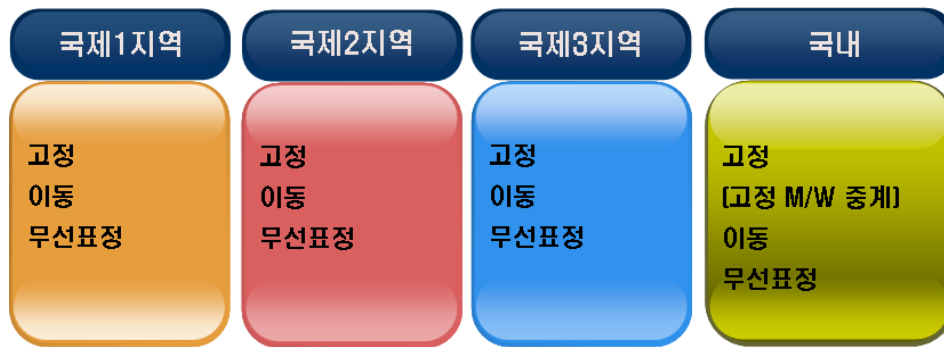 국제1지역
고정
이동
무선표정
국제2지역
고정
이동
무선표정
국제3지역
고정
이동
무선표정
국내
고정
(고정 M/W 중계)
이동
무선표정